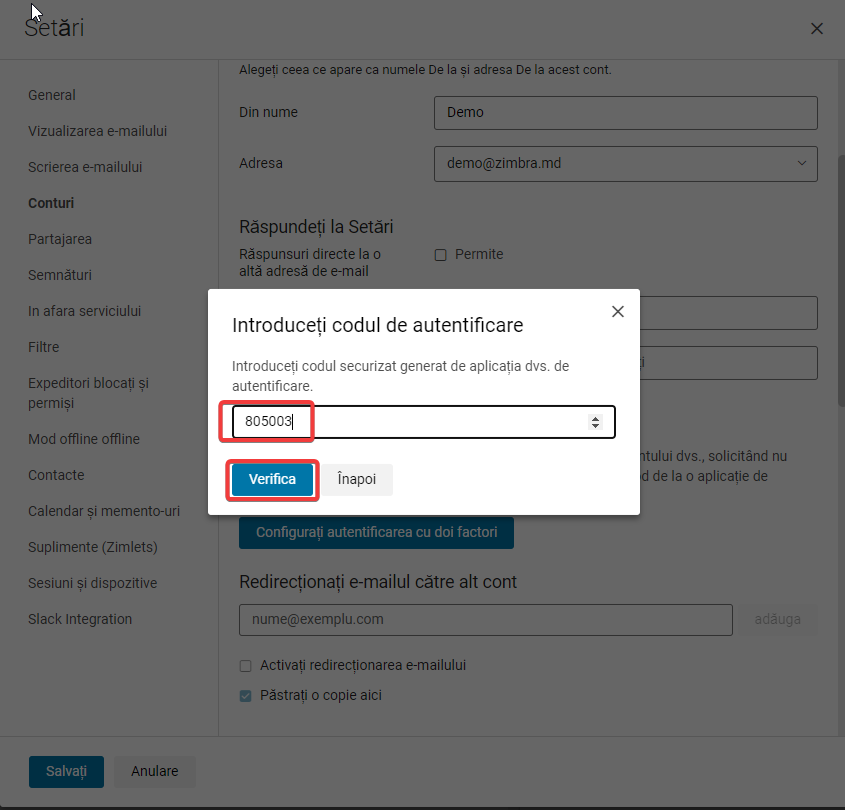 Setări
General
Vizualizarea e-mailului
Scrierea e-mailului
Conturi
Partajarea
Semnături
In afara serviciului
Filtre
Expeditori blocați și
permiși
Mod offline offline
Contacte
Calendar și memento-uri
Suplimente (Zimlets)
Sesiuni și dispozitive
Slack Integration
Alegeți ceea ce apare ca numele De la și adresa De la acest cont.
Din nume
Demo
Adresa
demo@zimbra.md
Răspundeți la Setări
Răspunsuri directe la o
altă adresă de e-mail
Permite
Introduceți codul de autentificare
Introduceți codul securizat generat de aplicația dvs. de
autentificare.
805003
Verifica
Înapoi
ntului dvs., solicitând nu
d de la o aplicație de
Configurați autentificarea cu doi factori
Redirecționați e-mailul către alt cont
nume@exemplu.com
adăuga
Activați redirecționarea e-mailului
Păstrați o copie aici
Salvați
Anulare